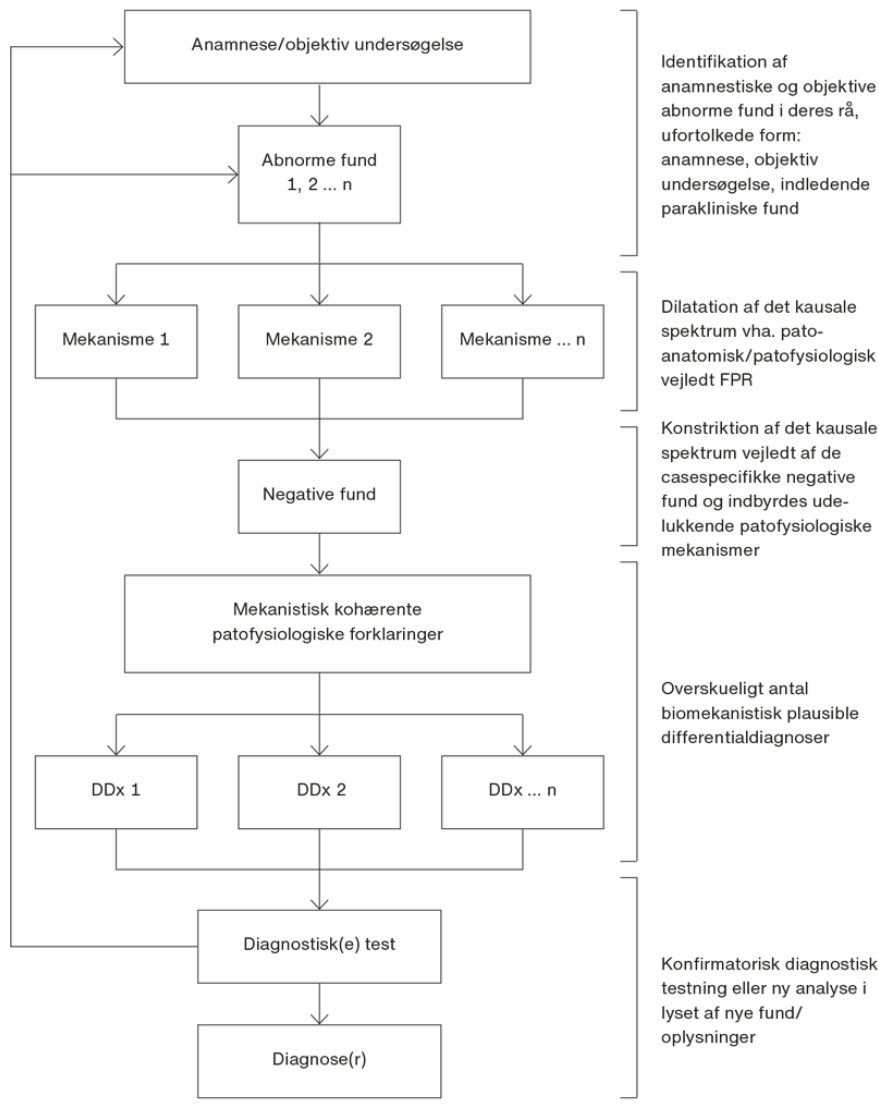 Anamnese/objektiv undersøgelse
Identifikation af
anamnestiske og objektive
abnorme fund i deres rå,
ufortolkede form:
anamnese, objektiv
undersøgelse, indledende
parakliniske fund
Abnorme fund
1, 2 ... n
Mekanisme 1
Mekanisme 2
Mekanisme ... n
Dilatation af det kausale
spektrum vha. pato-
anatomisk/patofysiologisk
vejledt FPR
Negative fund
Konstriktion af det kausale
spektrum vejledt af de
casespecifikke negative
fund og indbyrdes ude-
lukkende patofysiologiske
mekanismer
Mekanistisk kohærente
patofysiologiske forklaringer
DDx 1
DDx 2
DDx ... n
Overskueligt antal
biomekanistisk plausible
differentialdiagnoser
Diagnostisk(e) test
Diagnose(r)
Konfirmatorisk diagnostisk
testning eller ny analyse i
lyset af nye fund/
oplysninger